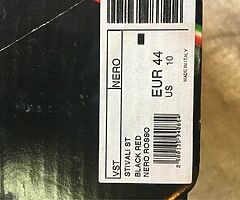 NERO
VST
STIVALI ST
BLACK RED
NERO ROSSO
EUR 44
US 10
MADE IN ITALY